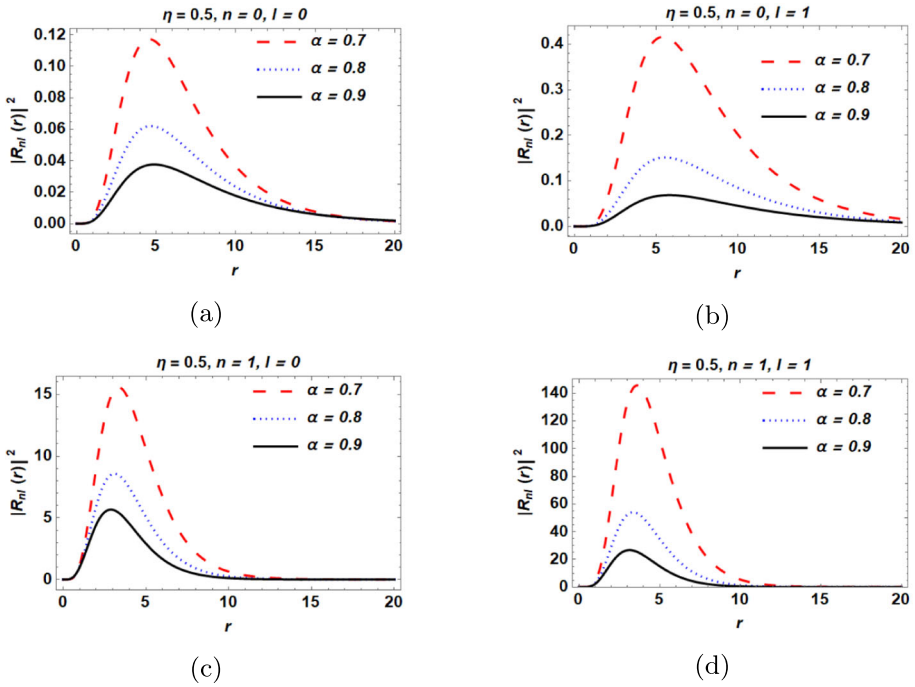 η = 0.5, n = 0, l = 0
|Rnl (r)| 2
0.12
0.10
0.08
0.06
0.04
0.02
0.00
α = 0.7
α = 0.8
α = 0.9
0 5 10 15 20
r
(a)
η = 0.5, n = 0, l = 1
|Rnl (r)| 2
0.4
0.3
0.2
0.1
0.0
α = 0.7
α = 0.8
α = 0.9
0 5 10 15 20
r
(b)
η = 0.5, n = 1, l = 0
|Rnl (r)| 2
15
10
5
0
α = 0.7
α = 0.8
α = 0.9
0 5 10 15 20
r
(c)
η = 0.5, n = 1, l = 1
|Rnl (r)| 2
140
120
100
80
60
40
20
0
α = 0.7
α = 0.8
α = 0.9
0 5 10 15 20
r
(d)